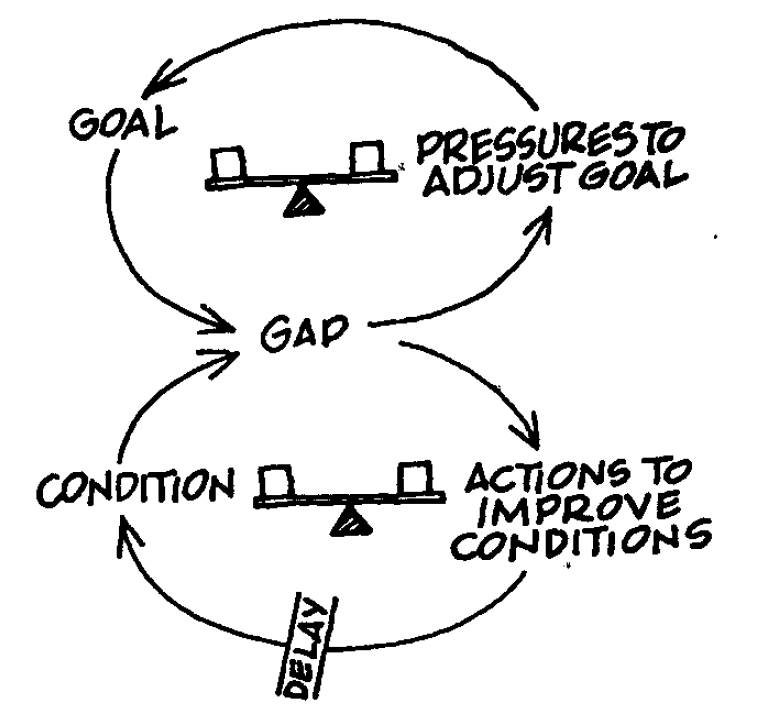 GOAL
PRESSURES TO
ADJUST GOAL
GAP
CONDITION
ACTIONS TO
IMPROVE
CONDITIONS
DELAY